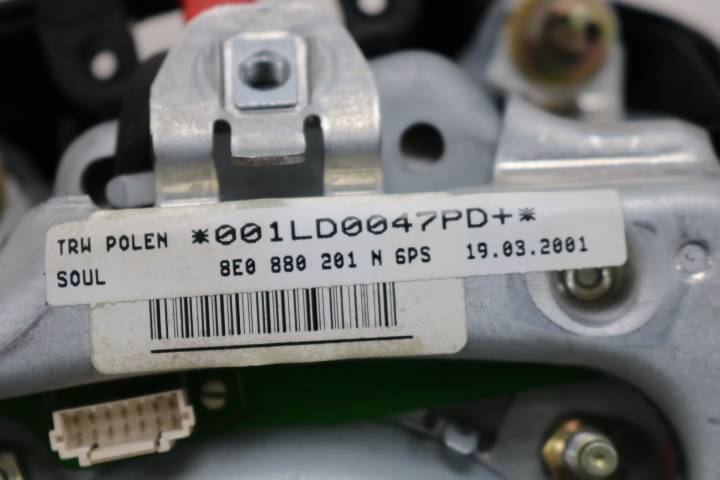 TRW POLEN *001LD0047PD+*
SOUL 8E0 880 201 N 6PS 19.03.2001